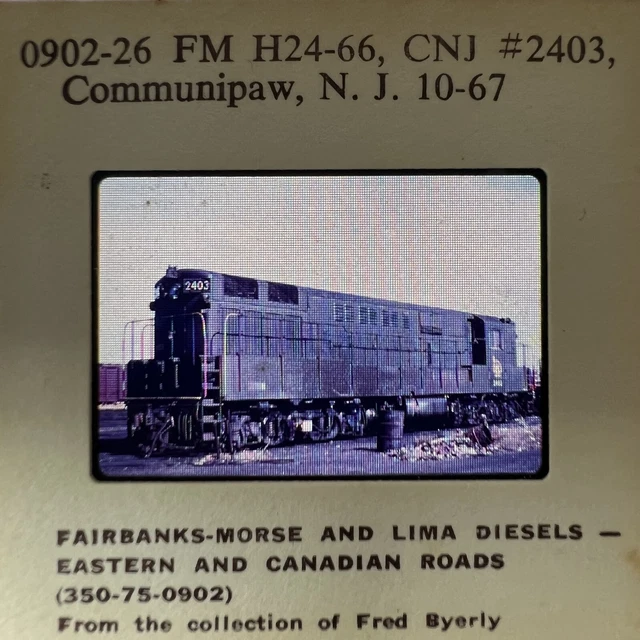 0902-26 FM H24-66, CNJ #2403,
Communipaw, N. J. 10-67
2403
FAIRBANKS-MORSE AND LIMA DIESELS —
EASTERN AND CANADIAN ROADS
(350-75-0902)
From the collection of Fred Byerly